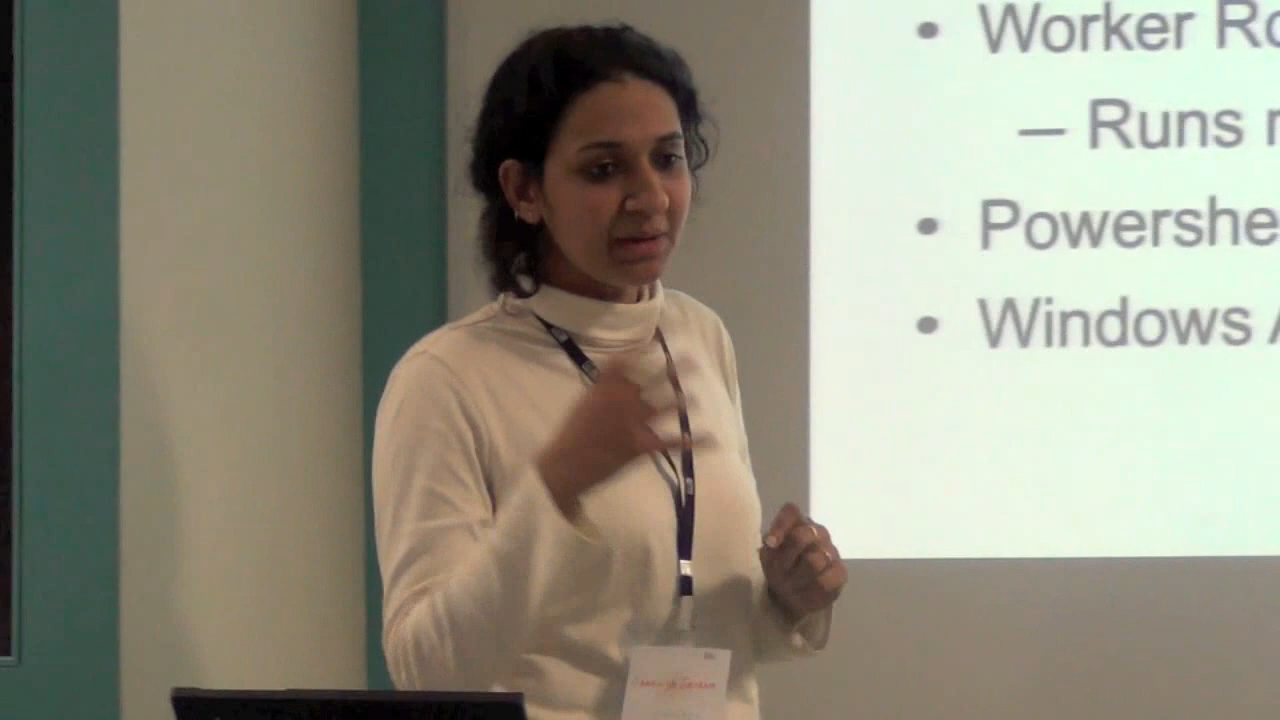 • Worker Ro
– Runs
• Powershe
• Windows A